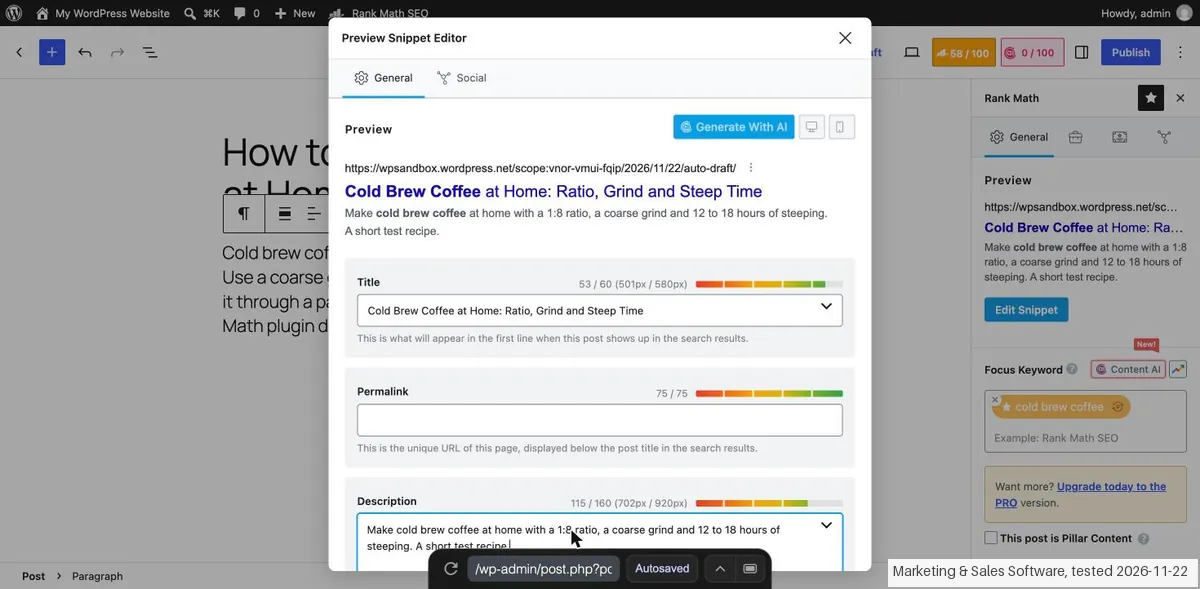 My WordPress Website
⌘K
0
New
Rank Math SEO
Howdy, admin
58 / 100
0 / 100
Publish
Preview Snippet Editor
General
Social
Preview
Generate With AI
https://wpsandbox.wordpress.net/scope:vnor-vmui-fqip/2026/11/22/auto-draft/
Cold Brew Coffee at Home: Ratio, Grind and Steep Time
Make cold brew coffee at home with a 1:8 ratio, a coarse grind and 12 to 18 hours of steeping.
A short test recipe.
Title
53 / 60 (501px / 580px)
Cold Brew Coffee at Home: Ratio, Grind and Steep Time
This is what will appear in the first line when this post shows up in the search results.
Permalink
75 / 75
This is the unique URL of this page, displayed below the post title in the search results.
Description
115 / 160 (702px / 920px)
Make cold brew coffee at home with a 1:8 ratio, a coarse grind and 12 to 18 hours of
steeping. A short test recipe.
How to
at Hom
Cold brew cof
Use a coarse
it through a pa
Math plugin d
Rank Math
General
Preview
https://wpsandbox.wordpress.net/sc...
Cold Brew Coffee at Home: Ra...
Make cold brew coffee at home with a 1:8
ratio, a coarse grind and 12 to 18 hours of
steeping. A short test recipe.
Edit Snippet
New!
Focus Keyword
Content AI
cold brew coffee
Example: Rank Math SEO
Want more? Upgrade today to the
PRO version.
This post is Pillar Content
Post
Paragraph
/wp-admin/post.php?pc
Autosaved
Marketing & Sales Software, tested 2026-11-22